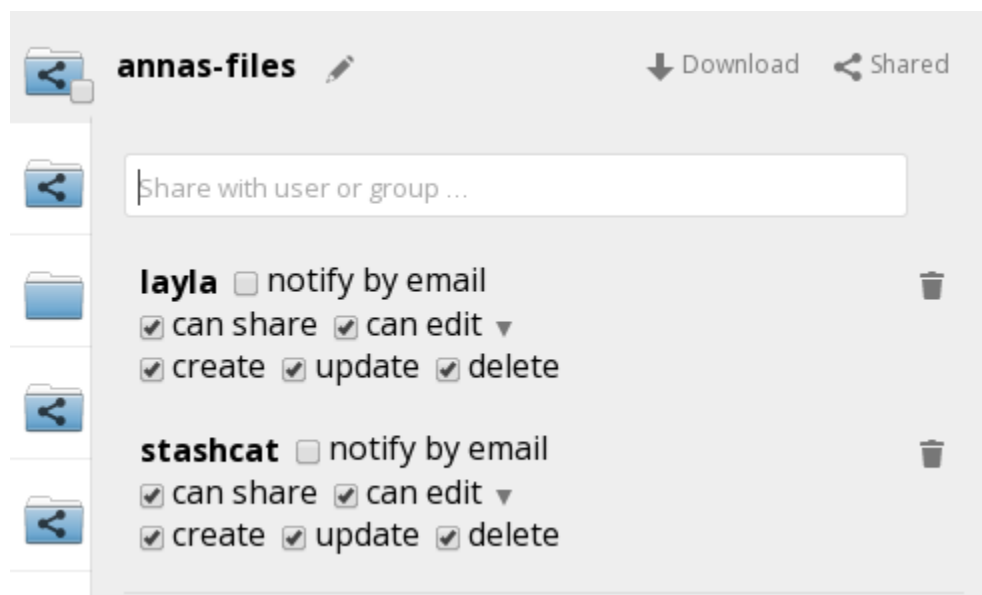 annas-files Download Shared
Share with user or group ...
layla notify by email
can share can edit
create update delete
stashcat notify by email
can share can edit
create update delete